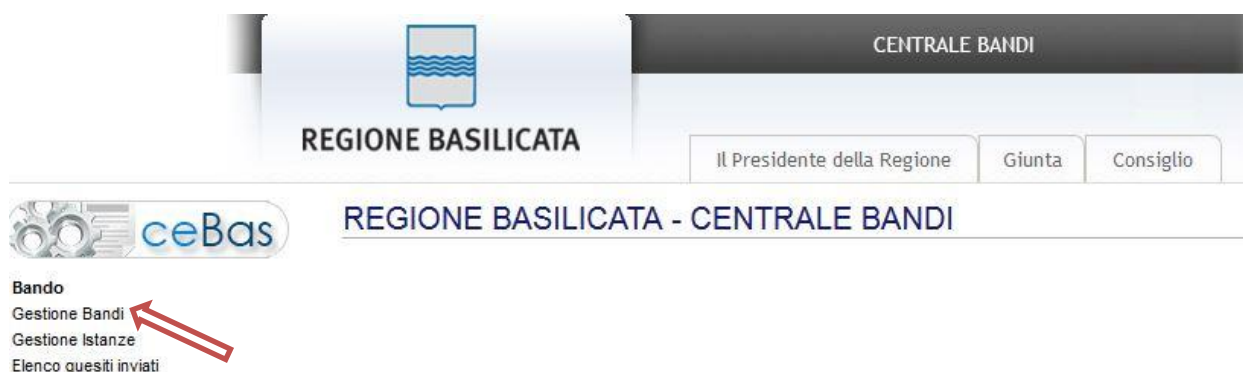 CENTRALE BANDI
REGIONE BASILICATA
Il Presidente della Regione
Giunta
Consiglio
ceBas
REGIONE BASILICATA - CENTRALE BANDI
Bando
Gestione Bandi
Gestione Istanze
Elenco quesiti inviati